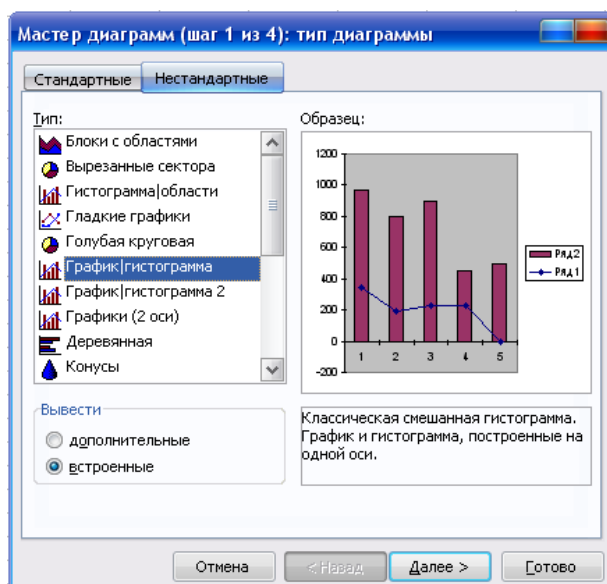 Мастер диаграмм (шаг 1 из 4): тип диаграммы
Стандартные
Нестандартные
Тип:
Блоки с областями
Вырезанные сектора
Гистограмма|области
Гладкие графики
Голубая круговая
График|гистограмма
График|гистограмма 2
Графики (2 оси)
Деревянная
Конусы
Образец:
1200
1000
800
600
400
200
0
-200
1 2 3 4 5
Ряд2
Ряд1
Вывести
дополнительные
встроенные
Классическая смешанная гистограмма.
График и гистограмма, построенные на
одной оси.
Отмена
< Назад
Далее >
Готово